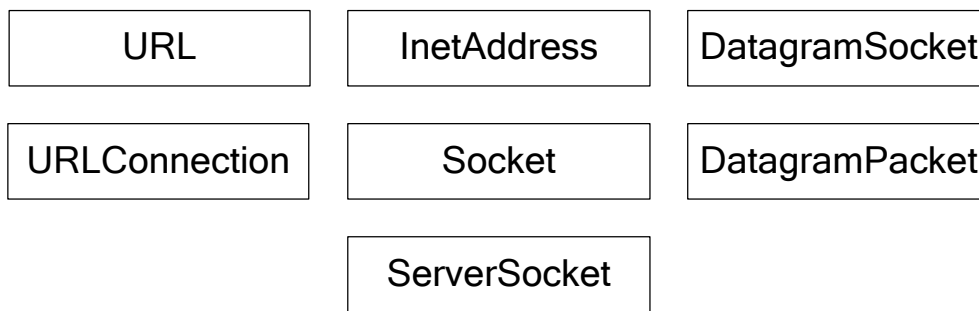 URL
InetAddress
DatagramSocket
URLConnection
Socket
DatagramPacket
ServerSocket